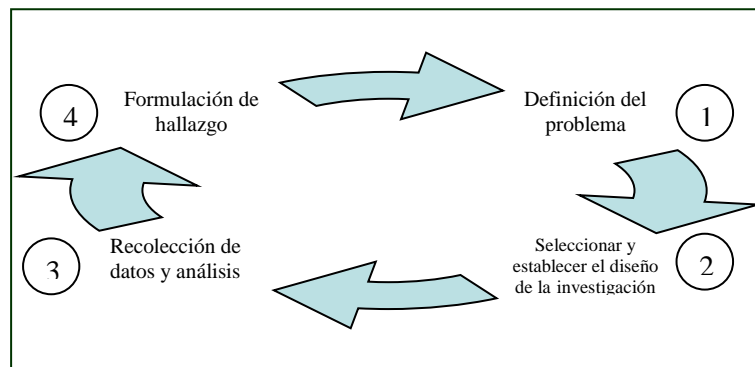 Formulación de
hallazgo
4
Definición del
problema
1
Seleccionar y
establecer el diseño
de la investigación
2
Recolección de
datos y análisis
3